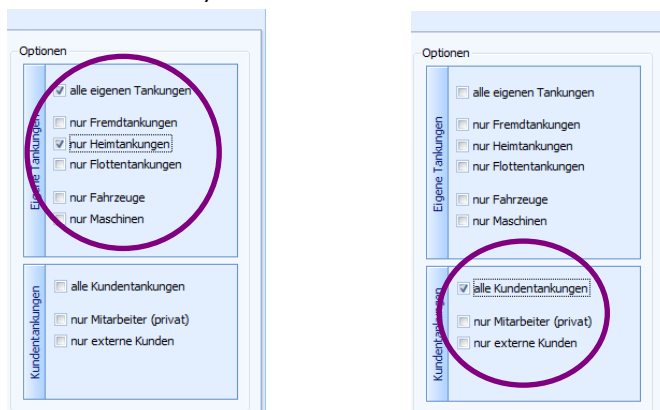 Optionen
Eigene Tankungen
alle eigenen Tankungen
nur Fremdtankungen
nur Heimtankungen
nur Flottentankungen
nur Fahrzeuge
nur Maschinen
Kundentankungen
alle Kundentankungen
nur Mitarbeiter (privat)
nur externe Kunden
Optionen
Eigene Tankungen
alle eigenen Tankungen
nur Fremdtankungen
nur Heimtankungen
nur Flottentankungen
nur Fahrzeuge
nur Maschinen
Kundentankungen
alle Kundentankungen
nur Mitarbeiter (privat)
nur externe Kunden